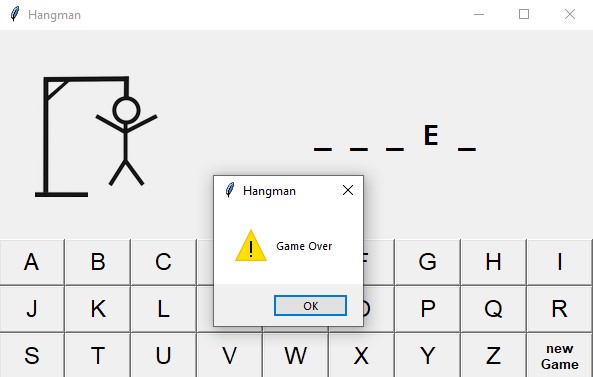 Hangman
_ _ _ E _
Hangman
Game Over
OK
A B C G H I
J K L P Q R
S T U V W X Y Z new Game